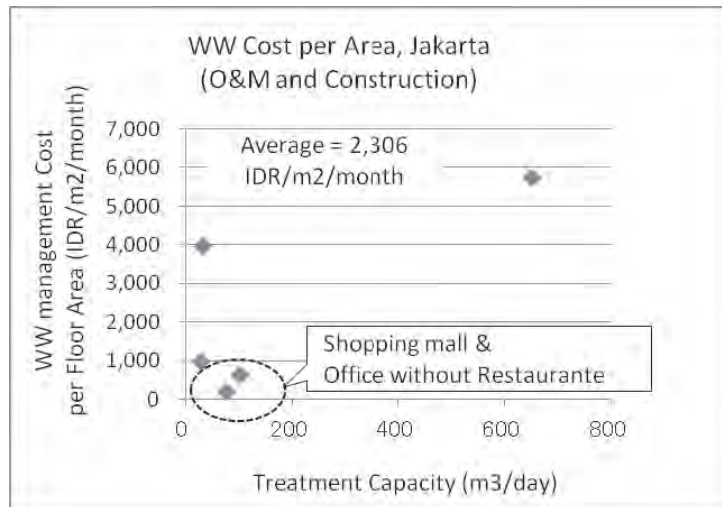 WW Cost per Area, Jakarta
(O&M and Construction)
WW management Cost
per Floor Area (IDR/m2/month)
7,000
6,000
5,000
4,000
3,000
2,000
1,000
0
Average = 2,306
IDR/m2/month
Shopping mall &
Office without Restaurante
0 200 400 600 800
Treatment Capacity (m3/day)